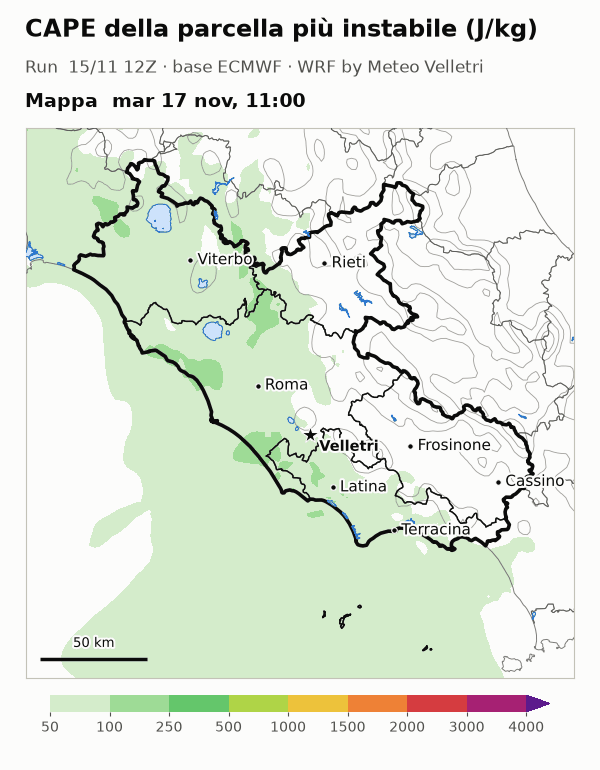 CAPE della parcella più instabile (J/kg)
Run  15/11 12Z · base ECMWF · WRF by Meteo Velletri
Mappa  mar 17 nov, 11:00
Viterbo
Rieti
Roma
Velletri
Frosinone
Cassino
Latina
Terracina
50 km
50 100 250 500 1000 1500 2000 3000 4000